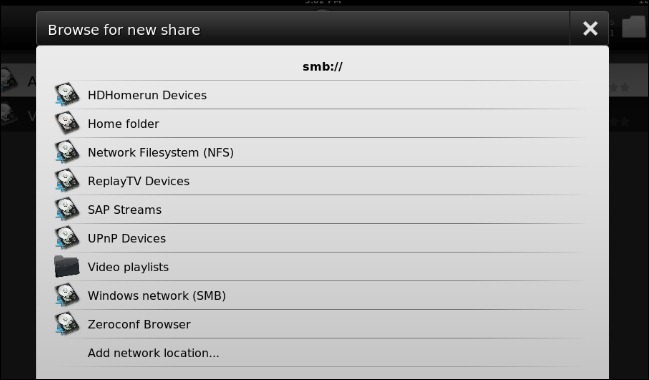 Browse for new share
smb://
HDHomerun Devices
Home folder
Network Filesystem (NFS)
ReplayTV Devices
SAP Streams
UPnP Devices
Video playlists
Windows network (SMB)
Zeroconf Browser
Add network location...